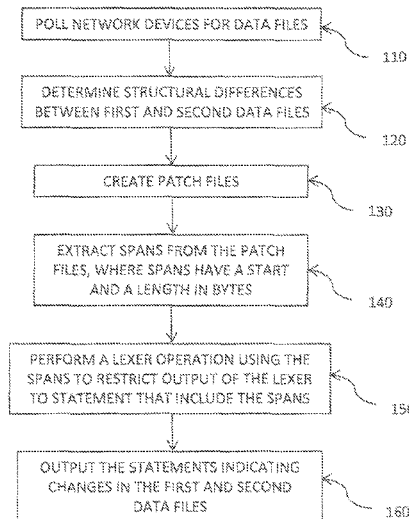 POLL NETWORK DEVICES FOR DATA FILES
110
DETERMINE STRUCTURAL DIFFERENCES
BETWEEN FIRST AND SECOND DATA FILES
120
CREATE PATCH FILES
130
EXTRACT SPANS FROM THE PATCH
FILES, WHERE SPANS HAVE A START
AND A LENGTH IN BYTES
140
PERFORM A LEXER OPERATION USING THE
SPANS TO RESTRICT OUTPUT OF THE LEXER
TO STATEMENT THAT INCLUDE THE SPANS
150
OUTPUT THE STATEMENTS INDICATING
CHANGES IN THE FIRST AND SECOND
DATA FILES
160